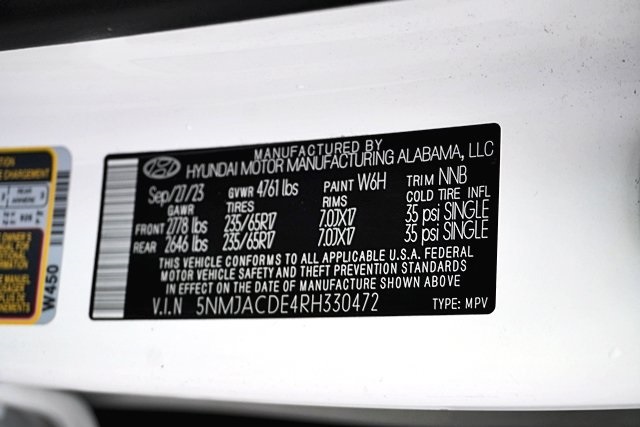 MANUFACTURED BY
HYUNDAI MOTOR MANUFACTURING ALABAMA, LLC
Sep/27/23 GVWR 4761 lbs PAINT W6H TRIM NNB
GAWR TIRES RIMS COLD TIRE INFL
FRONT 2778 lbs 235/65R17 7.0JX17 35 psi SINGLE
REAR 2646 lbs 235/65R17 7.0JX17 35 psi SINGLE
THIS VEHICLE CONFORMS TO ALL APPLICABLE U.S.A. FEDERAL
MOTOR VEHICLE SAFETY AND THEFT PREVENTION STANDARDS
IN EFFECT ON THE DATE OF MANUFACTURE SHOWN ABOVE
V.I.N 5NMJACDE4RH330472 TYPE: MPV
W450